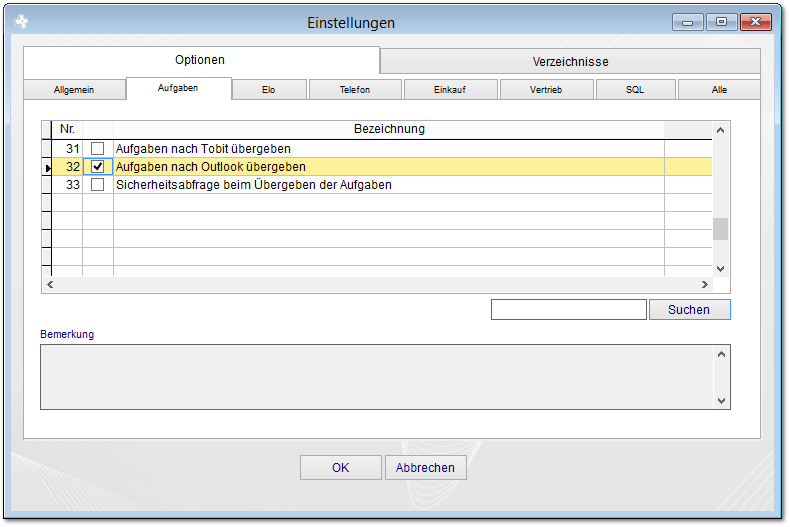 Einstellungen
Optionen Verzeichnisse
Allgemein Aufgaben Elo Telefon Einkauf Vertrieb SQL Alle
Nr. Bezeichnung
31 Aufgaben nach Tobit übergeben
32 Aufgaben nach Outlook übergeben
33 Sicherheitsabfrage beim Übergeben der Aufgaben
Suchen
Bemerkung
OK Abbrechen